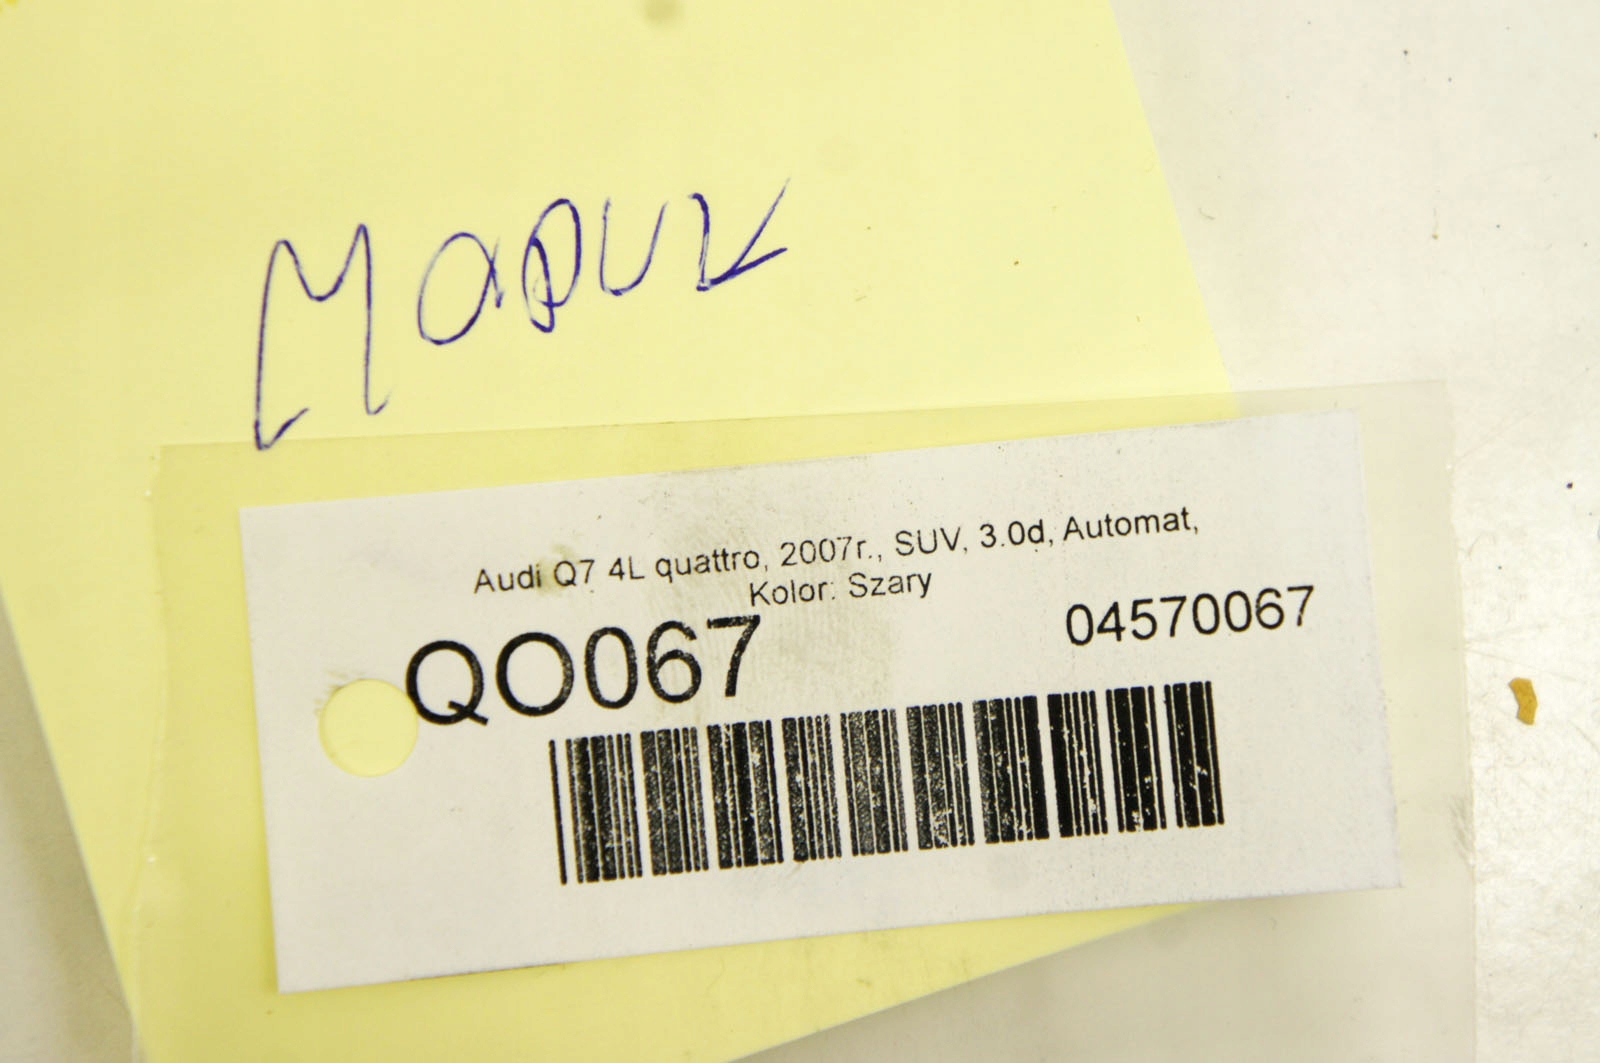 Audi Q7 4L quattro, 2007r., SUV, 3.0d, Automat,
Kolor: Szary
QO067
04570067